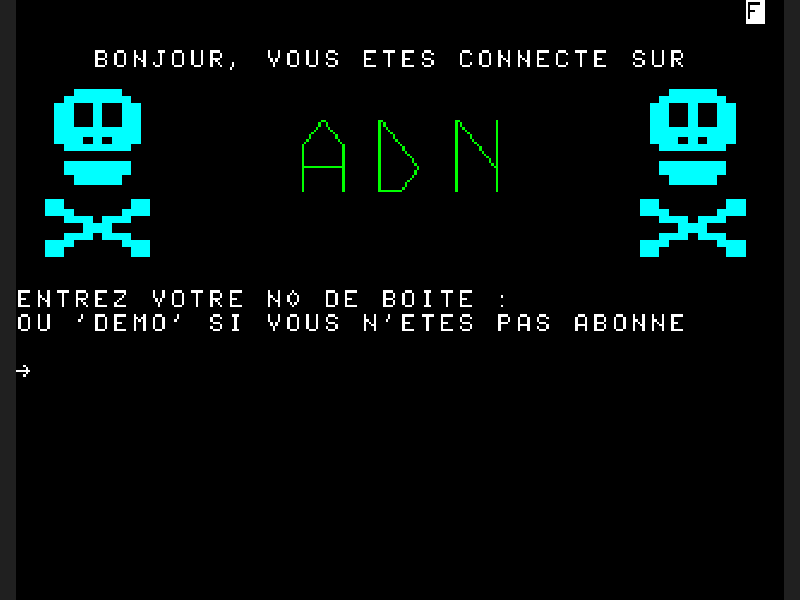 F
BONJOUR, VOUS ETES CONNECTE SUR
ADN
ENTREZ VOTRE NO DE BOITE :
OU 'DEMO' SI VOUS N'ETES PAS ABONNE
→